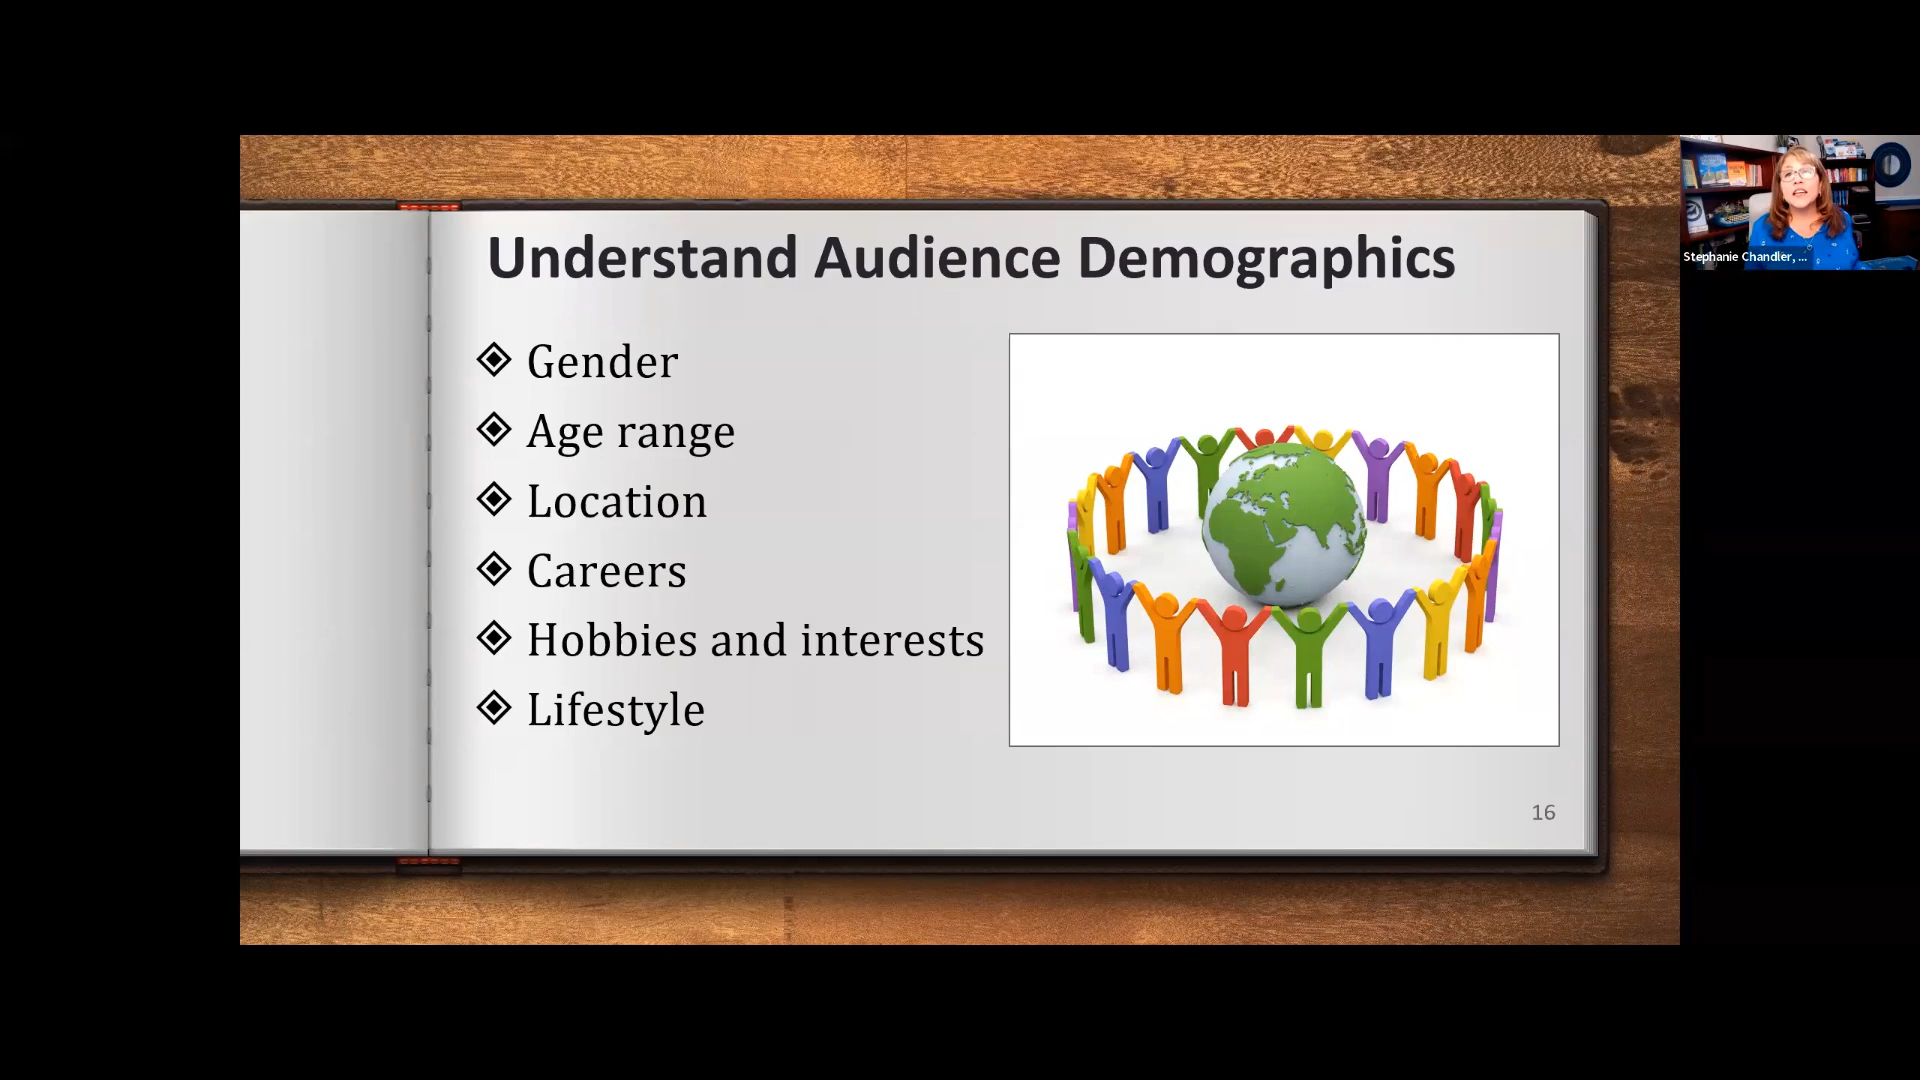 Understand Audience Demographics
Gender
Age range
Location
Careers
Hobbies and interests
Lifestyle
16
Stephanie Chandler, ...